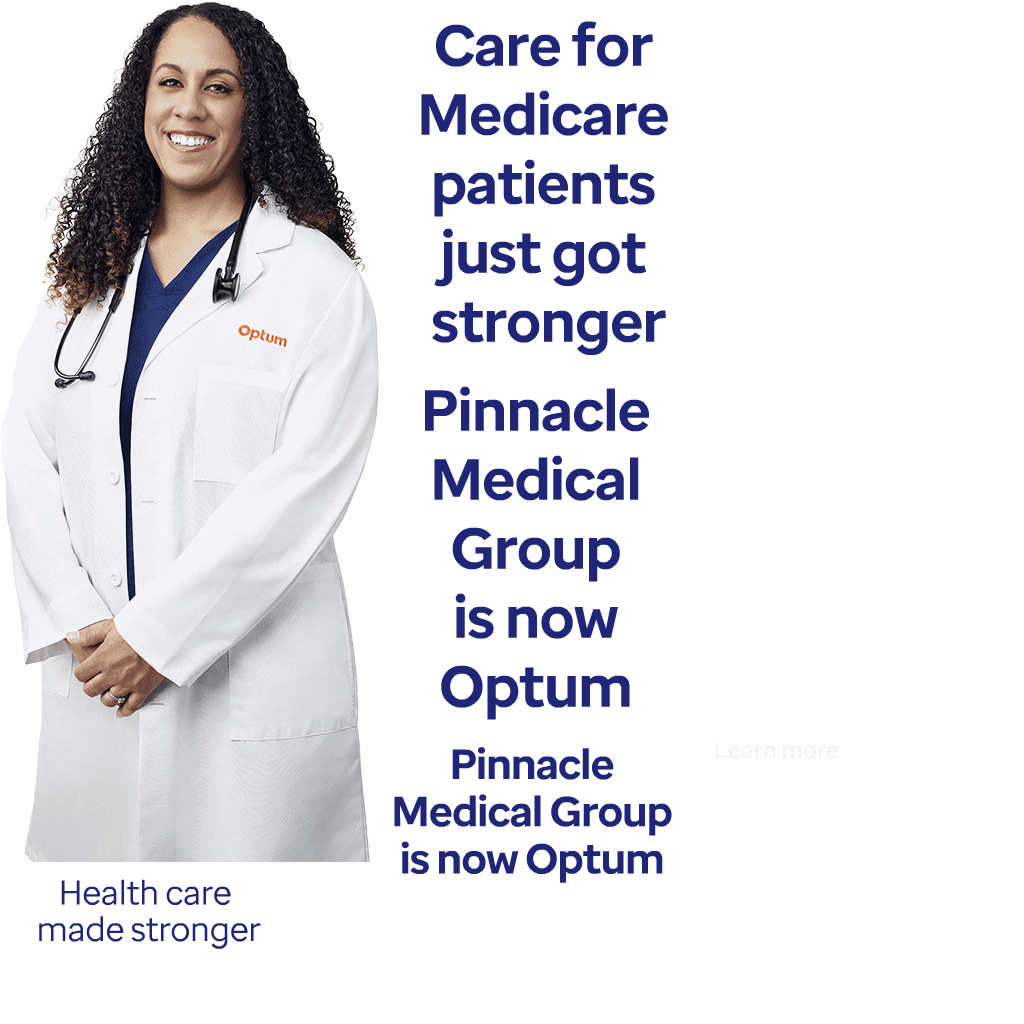 Care for
Medicare
patients
just got
stronger
Optum
Pinnacle
Medical
Group
is now
Optum
Learn more
Pinnacle
Medical Group
is now Optum
Health care
made stronger